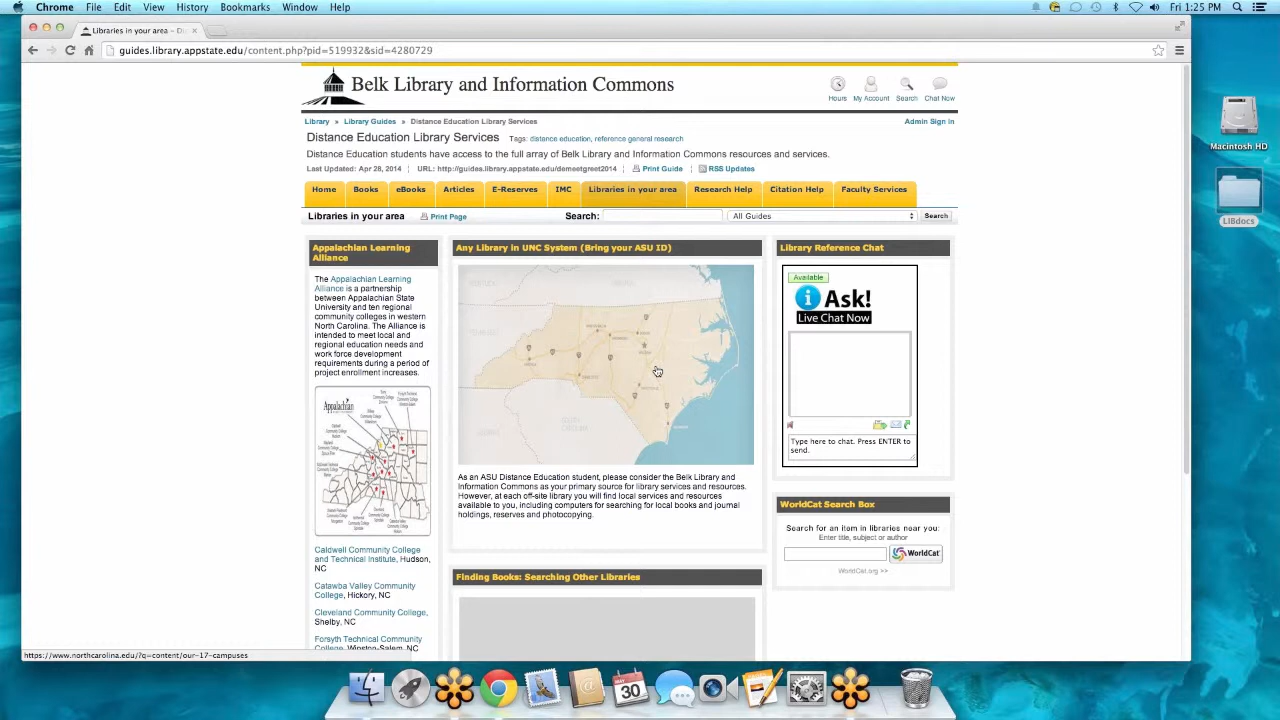 Chrome File Edit View History Bookmarks Window Help
Fri 1:25 PM
Libraries in your area - Di
guides.library.appstate.edu/content.php?pid=519932&sid=4280729
Macintosh HD
LIBdocs
Belk Library and Information Commons
Hours My Account Search Chat Now
Library » Library Guides » Distance Education Library Services
Admin Sign In
Distance Education Library Services Tags: distance education, reference general research
Distance Education students have access to the full array of Belk Library and Information Commons resources and services.
Last Updated: Apr 28, 2014 URL: http://guides.library.appstate.edu/demeetgreet2014 Print Guide RSS Updates
Home Books eBooks Articles E-Reserves IMC Libraries in your area Research Help Citation Help Faculty Services
Libraries in your area Print Page Search: All Guides Search
Appalachian Learning
Alliance
The Appalachian Learning
Alliance is a partnership
between Appalachian State
University and ten regional
community colleges in western
North Carolina. The Alliance is
intended to meet local and
regional education needs and
work force development
requirements during a period of
project enrollment increases.
Appalachian
Caldwell Community College
and Technical Institute, Hudson,
NC
Catawba Valley Community
College, Hickory, NC
Cleveland Community College,
Shelby, NC
Forsyth Technical Community
College, Winston-Salem, NC
Any Library in UNC System (Bring your ASU ID)
As an ASU Distance Education student, please consider the Belk Library and
Information Commons as your primary source for library services and resources.
However, at each off-site library you will find local services and resources
available to you, including computers for searching for local books and journal
holdings, reserves and photocopying.
Finding Books: Searching Other Libraries
Library Reference Chat
Available
Ask!
Live Chat Now
Type here to chat. Press ENTER to
send.
WorldCat Search Box
Search for an item in libraries near you:
Enter title, subject or author
WorldCat
WorldCat.org >>
https://www.northcarolina.edu/?q=content/our-17-campuses
MAY
30